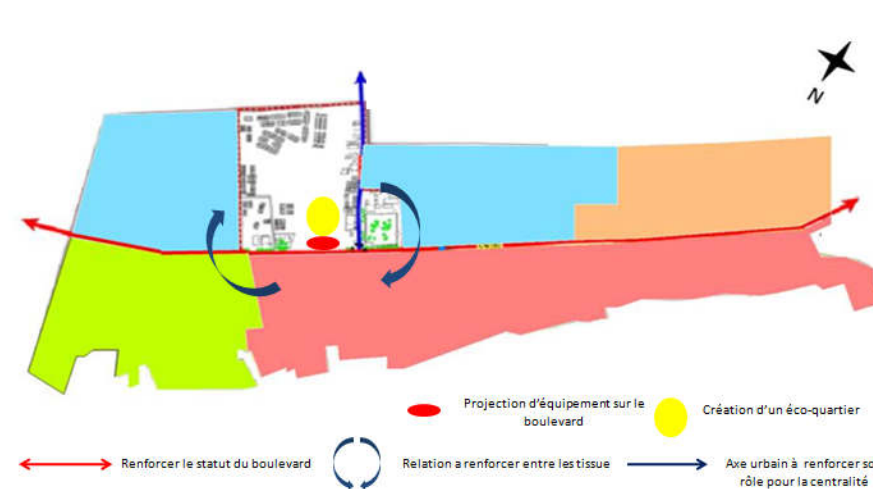 N
Projection d'équipement sur le
boulevard
Création d'un éco-quartier
Renforcer le statut du boulevard
Relation a renforcer entre les tissue
Axe urbain à renforcer so
rôle pour la centralité